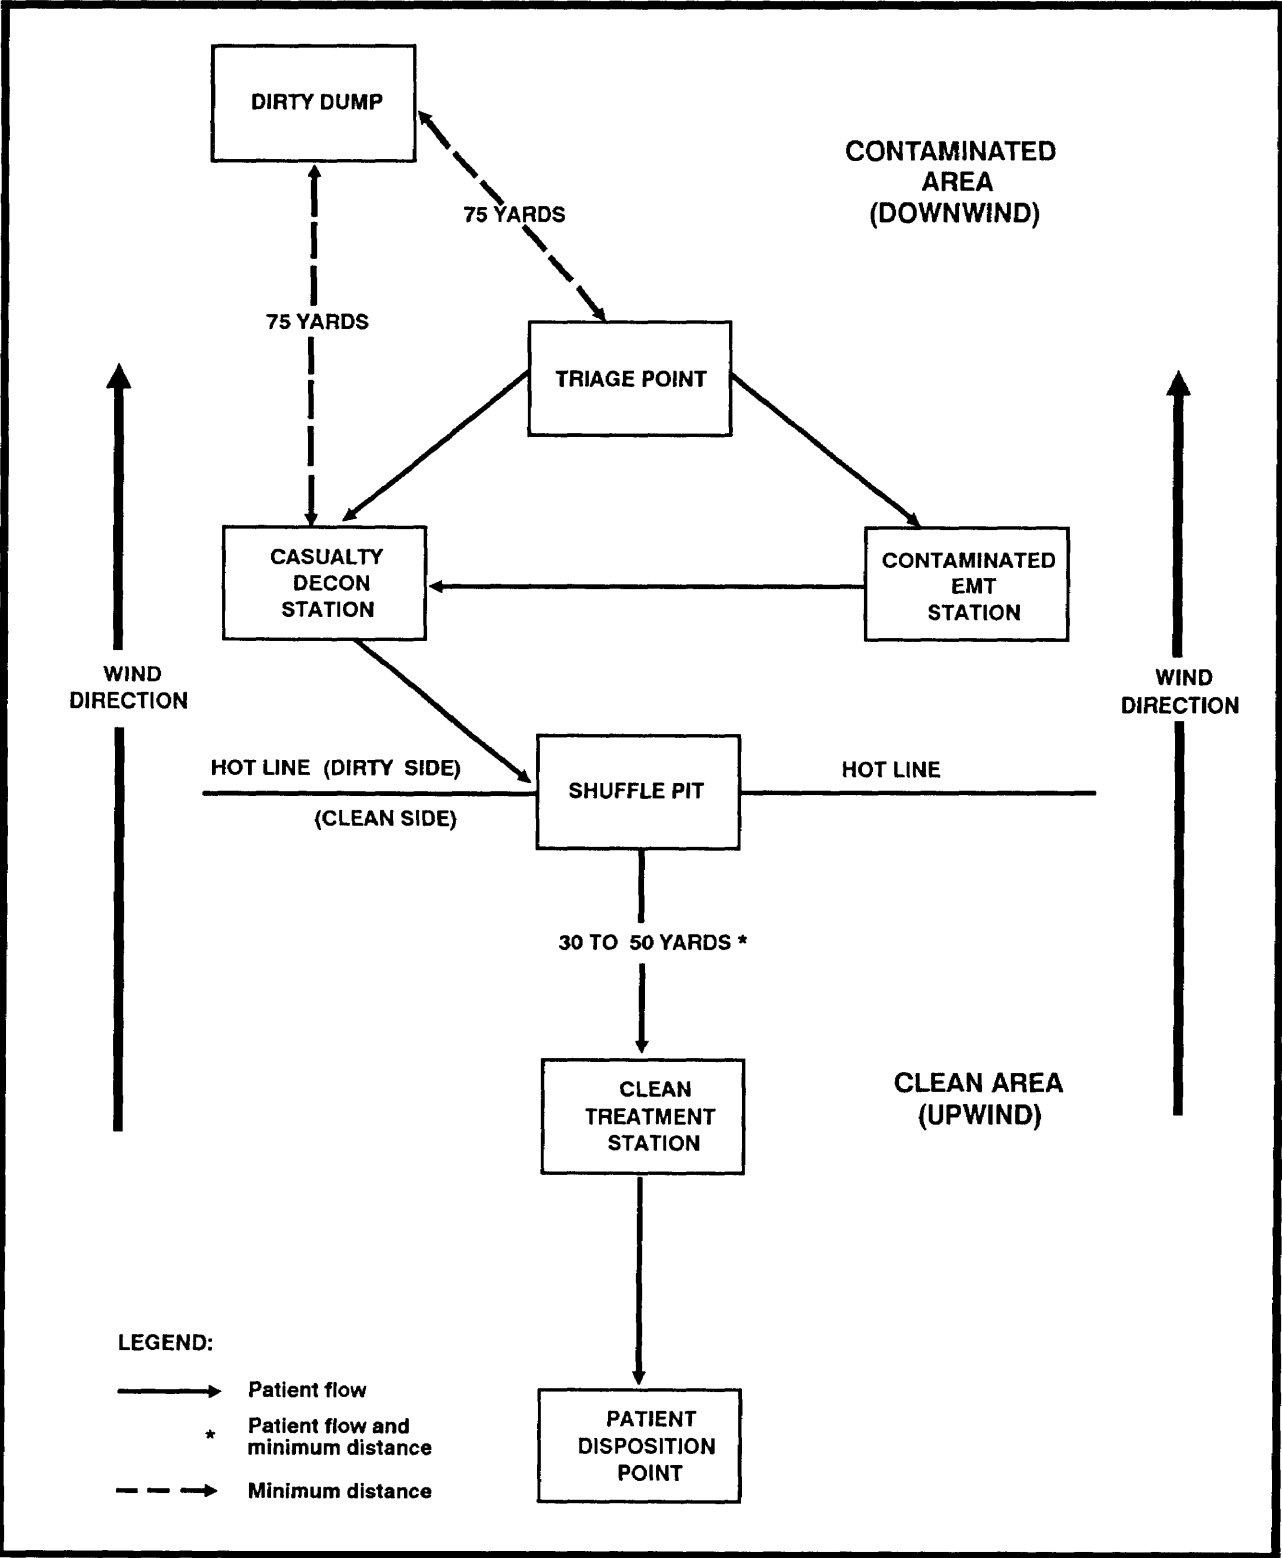 DIRTY DUMP
CONTAMINATED
AREA
(DOWNWIND)
75 YARDS
75 YARDS
TRIAGE POINT
CASUALTY
DECON
STATION
CONTAMINATED
EMT
STATION
WIND
DIRECTION
WIND
DIRECTION
HOT LINE (DIRTY SIDE)
(CLEAN SIDE)
SHUFFLE PIT
HOT LINE
30 TO 50 YARDS *
CLEAN
TREATMENT
STATION
CLEAN AREA
(UPWIND)
LEGEND:
Patient flow
* Patient flow and
minimum distance
Minimum distance
PATIENT
DISPOSITION
POINT